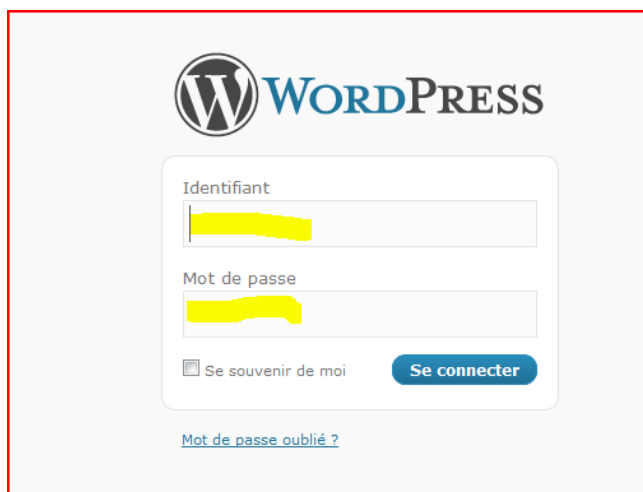 WORDPRESS
Identifiant
Mot de passe
Se souvenir de moi
Se connecter
Mot de passe oublié ?